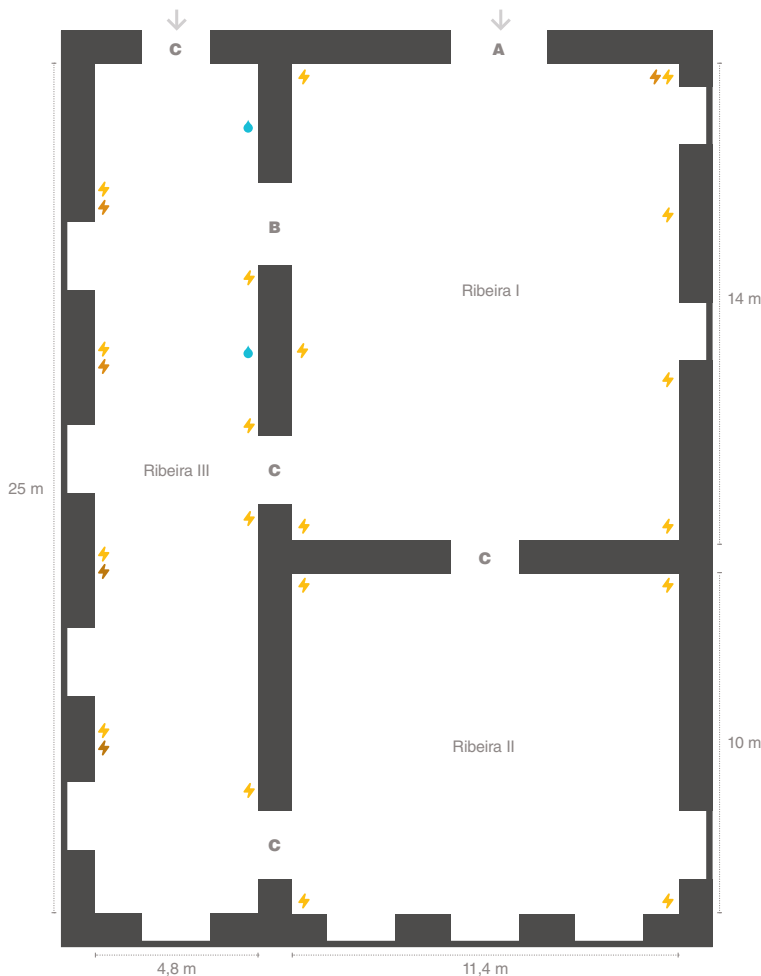 C
A
B
Ribeira I
14 m
Ribeira III
C
25 m
C
Ribeira II
10 m
C
4,8 m
11,4 m